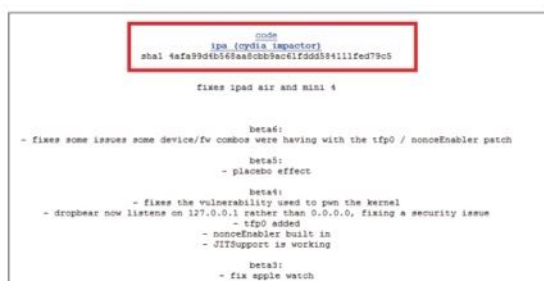 code
ipa (cydia impactor)
sha1 4afa99d4b568aa8cbb9ac61fddd584111fed79c5
fixes ipad air and mini 4
beta6:
- fixes some issues some device/fw combos were having with the tfp0 / nonceEnabler patch
beta5:
- placebo effect
beta4:
- fixes the vulnerability used to pwn the kernel
- dropbear now listens on 127.0.0.1 rather than 0.0.0.0, fixing a security issue
- tfp0 added
- nonceEnabler built in
- JITSupport is working
beta3:
- fix apple watch